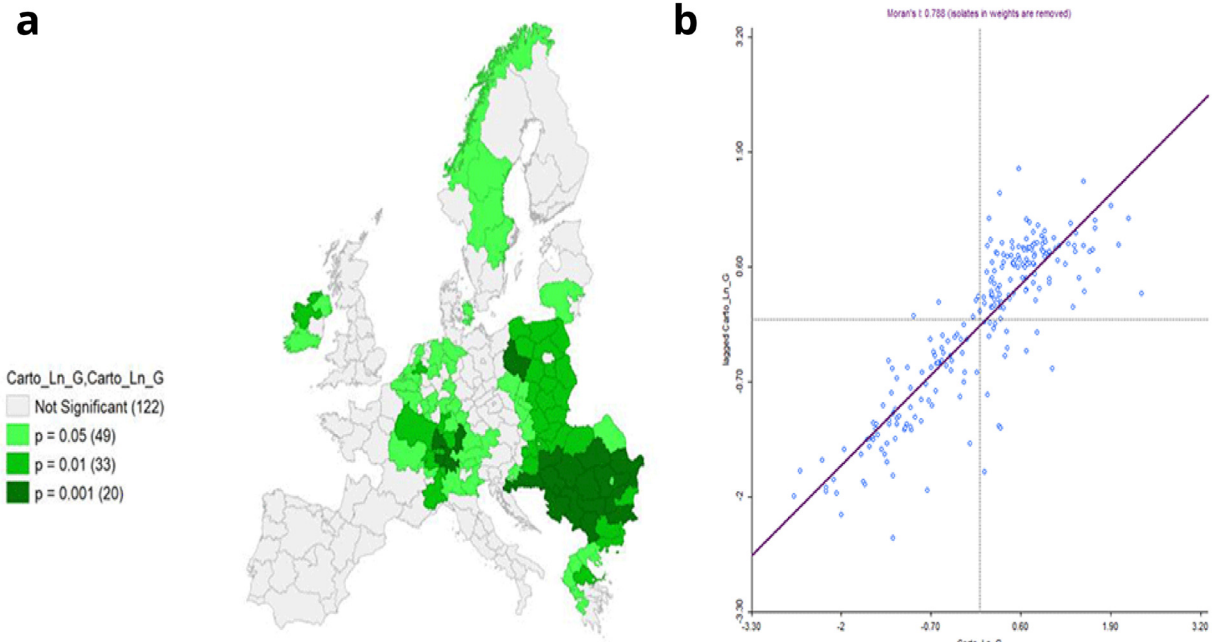 a
b
Moran's I: 0.788 (isolates in weights are removed)
Carto_Ln_G,Carto_Ln_G
Not Significant (122)
p = 0.05 (49)
p = 0.01 (33)
p = 0.001 (20)
lagged Carto_Ln_G
3.20
1.90
0.60
-0.70
-2
-3.30
-3.30
-2
-0.70
0.60
1.90
3.20